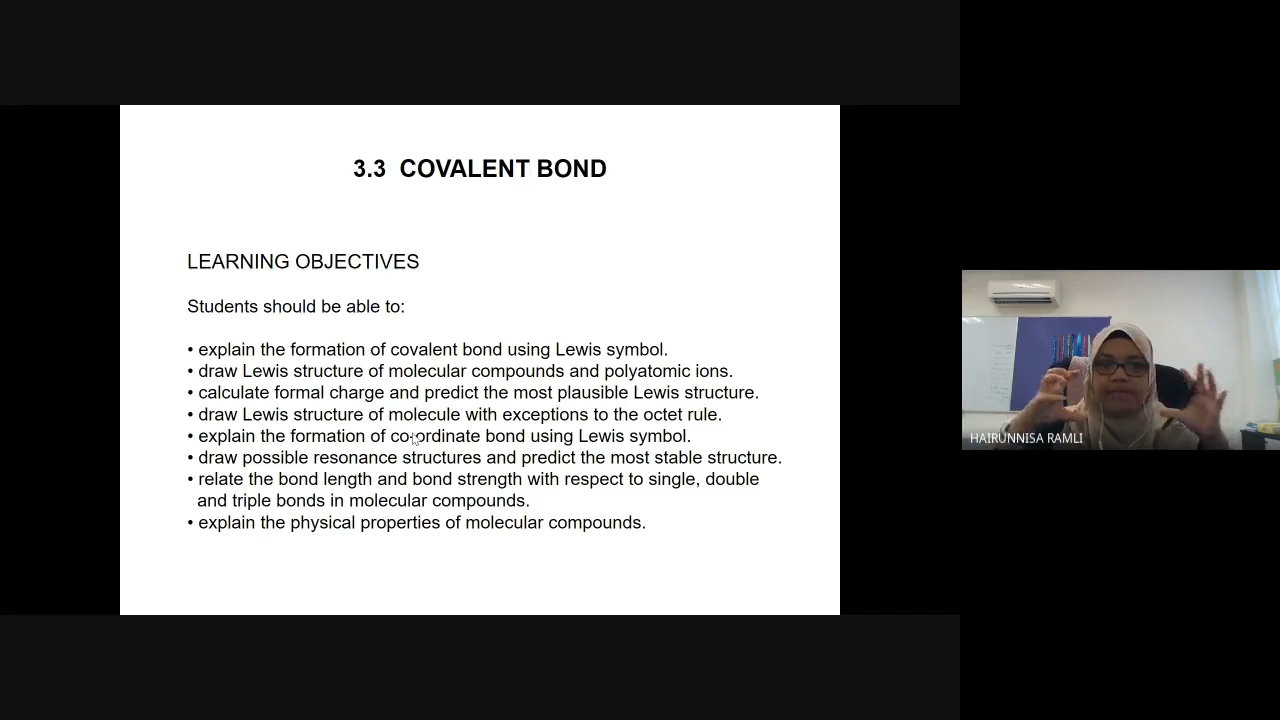 3.3 COVALENT BOND
LEARNING OBJECTIVES
Students should be able to:
• explain the formation of covalent bond using Lewis symbol.
• draw Lewis structure of molecular compounds and polyatomic ions.
• calculate formal charge and predict the most plausible Lewis structure.
• draw Lewis structure of molecule with exceptions to the octet rule.
• explain the formation of co-ordinate bond using Lewis symbol.
• draw possible resonance structures and predict the most stable structure.
• relate the bond length and bond strength with respect to single, double
and triple bonds in molecular compounds.
• explain the physical properties of molecular compounds.
HAIRUNNISA RAMLI